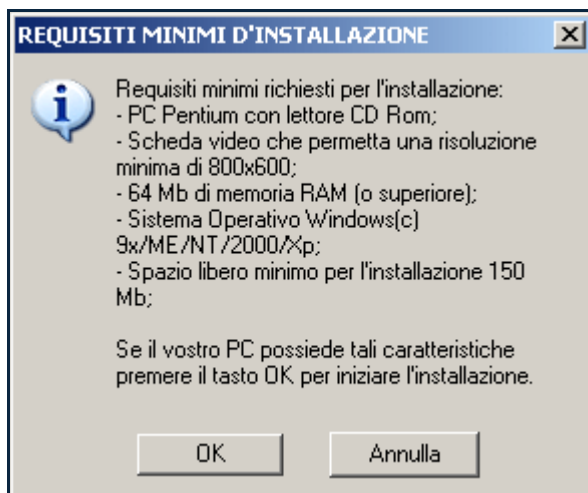 REQUISITI MINIMI D'INSTALLAZIONE
Requisiti minimi richiesti per l'installazione:
- PC Pentium con lettore CD Rom;
- Scheda video che permetta una risoluzione
minima di 800x600;
- 64 Mb di memoria RAM (o superiore);
- Sistema Operativo Windows(c)
9x/ME/NT/2000/Xp;
- Spazio libero minimo per l'installazione 150
Mb;
Se il vostro PC possiede tali caratteristiche
premere il tasto OK per iniziare l'installazione.
OK
Annulla